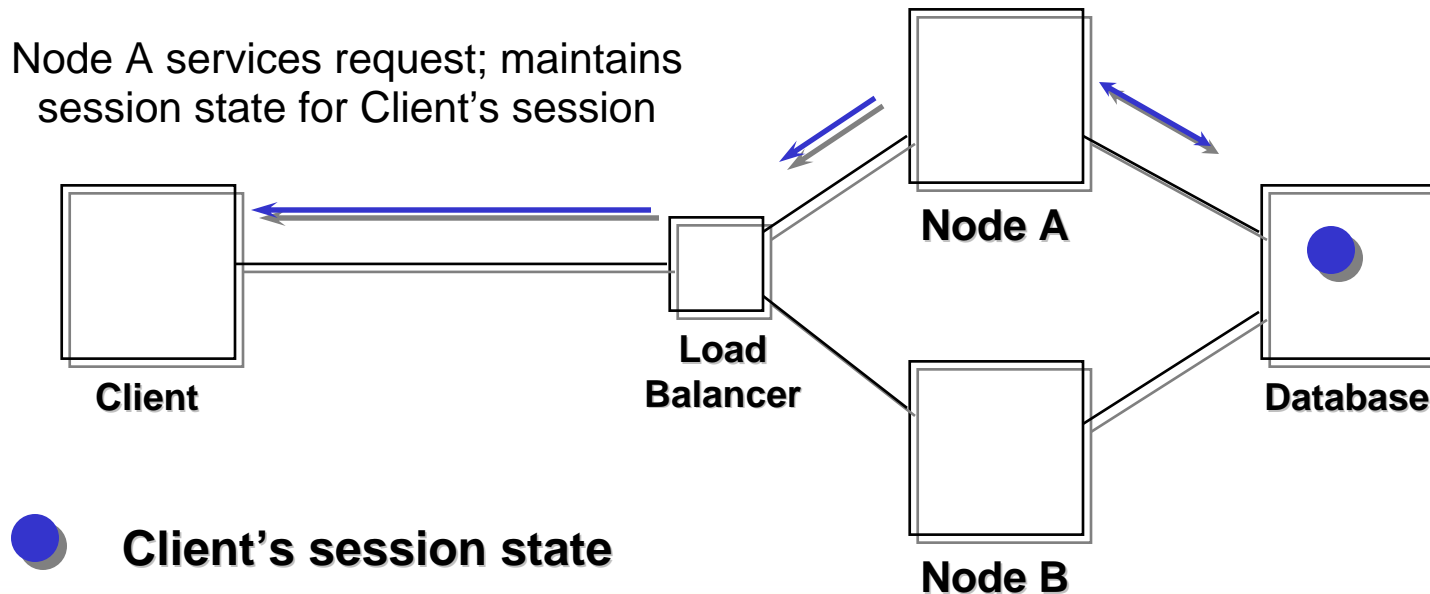 Node A services request; maintains
session state for Client’s session
Node A
Load
Balancer
Client
Database
Client’s session state
Node B